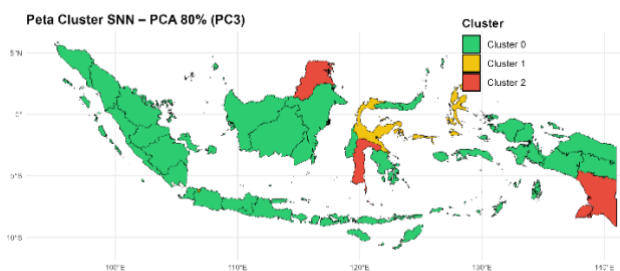 Peta Cluster SNN – PCA 80% (PC3)
Cluster
Cluster 0
Cluster 1
Cluster 2
5°N
0°
5°S
10°S
100°E
110°E
120°E
130°E
140°E